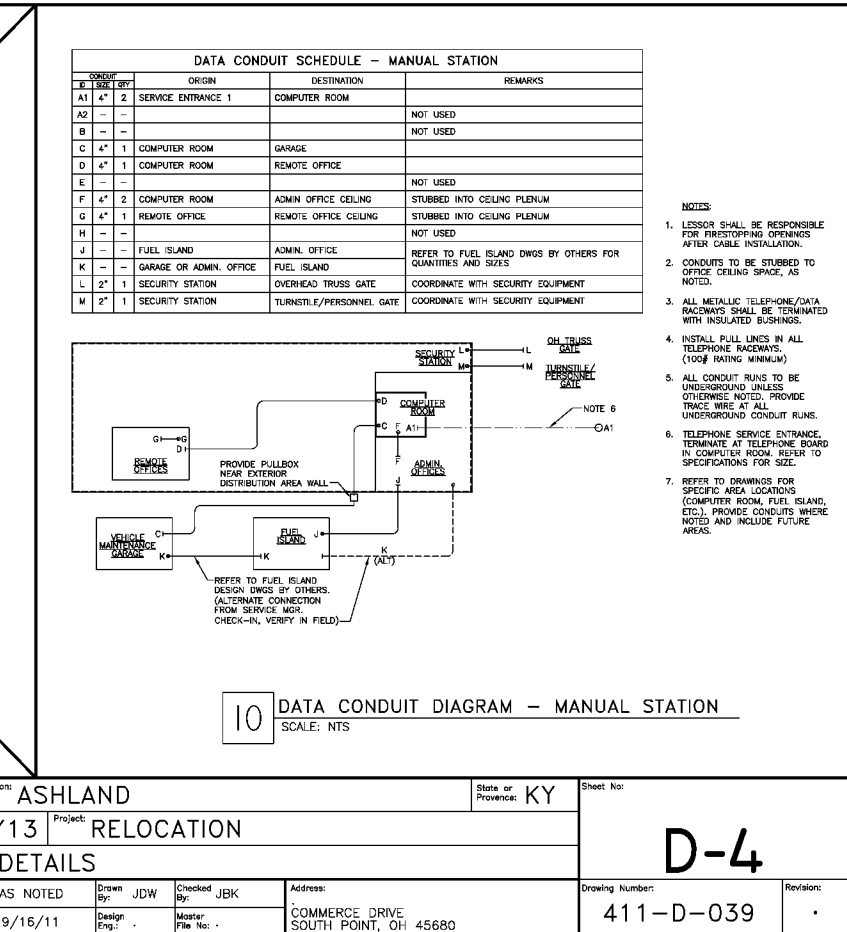 DATA CONDUIT SCHEDULE – MANUAL STATION
CONDUIT
ID SIZE QTY ORIGIN DESTINATION REMARKS
A1 4" 2 SERVICE ENTRANCE 1 COMPUTER ROOM
A2 – – NOT USED
B – – NOT USED
C 4" 1 COMPUTER ROOM GARAGE
D 4" 1 COMPUTER ROOM REMOTE OFFICE
E – – NOT USED
F 4" 2 COMPUTER ROOM ADMIN OFFICE CEILING STUBBED INTO CEILING PLENUM
G 4" 1 REMOTE OFFICE REMOTE OFFICE CEILING STUBBED INTO CEILING PLENUM
H – – NOT USED
J – – FUEL ISLAND ADMIN. OFFICE REFER TO FUEL ISLAND DWGS BY OTHERS FOR
K – – GARAGE OR ADMIN. OFFICE FUEL ISLAND QUANTITIES AND SIZES
L 2" 1 SECURITY STATION OVERHEAD TRUSS GATE COORDINATE WITH SECURITY EQUIPMENT
M 2" 1 SECURITY STATION TURNSTILE/PERSONNEL GATE COORDINATE WITH SECURITY EQUIPMENT
NOTES:
1. LESSOR SHALL BE RESPONSIBLE
FOR FIRESTOPPING OPENINGS
AFTER CABLE INSTALLATION.
2. CONDUITS TO BE STUBBED TO
OFFICE CEILING SPACE, AS
NOTED.
3. ALL METALLIC TELEPHONE/DATA
RACEWAYS SHALL BE TERMINATED
WITH INSULATED BUSHINGS.
4. INSTALL PULL LINES IN ALL
TELEPHONE RACEWAYS.
(100# RATING MINIMUM)
5. ALL CONDUIT RUNS TO BE
UNDERGROUND UNLESS
OTHERWISE NOTED. PROVIDE
TRACE WIRE AT ALL
UNDERGROUND CONDUIT RUNS.
6. TELEPHONE SERVICE ENTRANCE,
TERMINATE AT TELEPHONE BOARD
IN COMPUTER ROOM. REFER TO
SPECIFICATIONS FOR SIZE.
7. REFER TO DRAWINGS FOR
SPECIFIC AREA LOCATIONS
(COMPUTER ROOM, FUEL ISLAND,
ETC.). PROVIDE CONDUITS WHERE
NOTED AND INCLUDE FUTURE
AREAS.
SECURITY
STATION
L L
M M
OH TRUSS
GATE
TURNSTILE/
PERSONNEL
GATE
D
COMPUTER
ROOM
C F A1
NOTE 6
A1
G G
D
REMOTE
OFFICES
F
ADMIN.
OFFICES
J
PROVIDE PULLBOX
NEAR EXTERIOR
DISTRIBUTION AREA WALL
VEHICLE
MAINTENANCE
GARAGE
C
K
FUEL
ISLAND
J
K
K
(ALT)
REFER TO FUEL ISLAND
DESIGN DWGS BY OTHERS.
(ALTERNATE CONNECTION
FROM SERVICE MGR.
CHECK–IN, VERIFY IN FIELD)
10 DATA CONDUIT DIAGRAM – MANUAL STATION
SCALE: NTS
on: ASHLAND
State or
Provence: KY
Sheet No:
D-4
/13 Project: RELOCATION
DETAILS
AS NOTED
Drawn
By: JDW
Checked
By: JBK
Address:
.
COMMERCE DRIVE
SOUTH POINT, OH 45680
9/16/11
Design
Eng.: .
Master
File No: .
Drawing Number:
411–D–039
Revision:
.